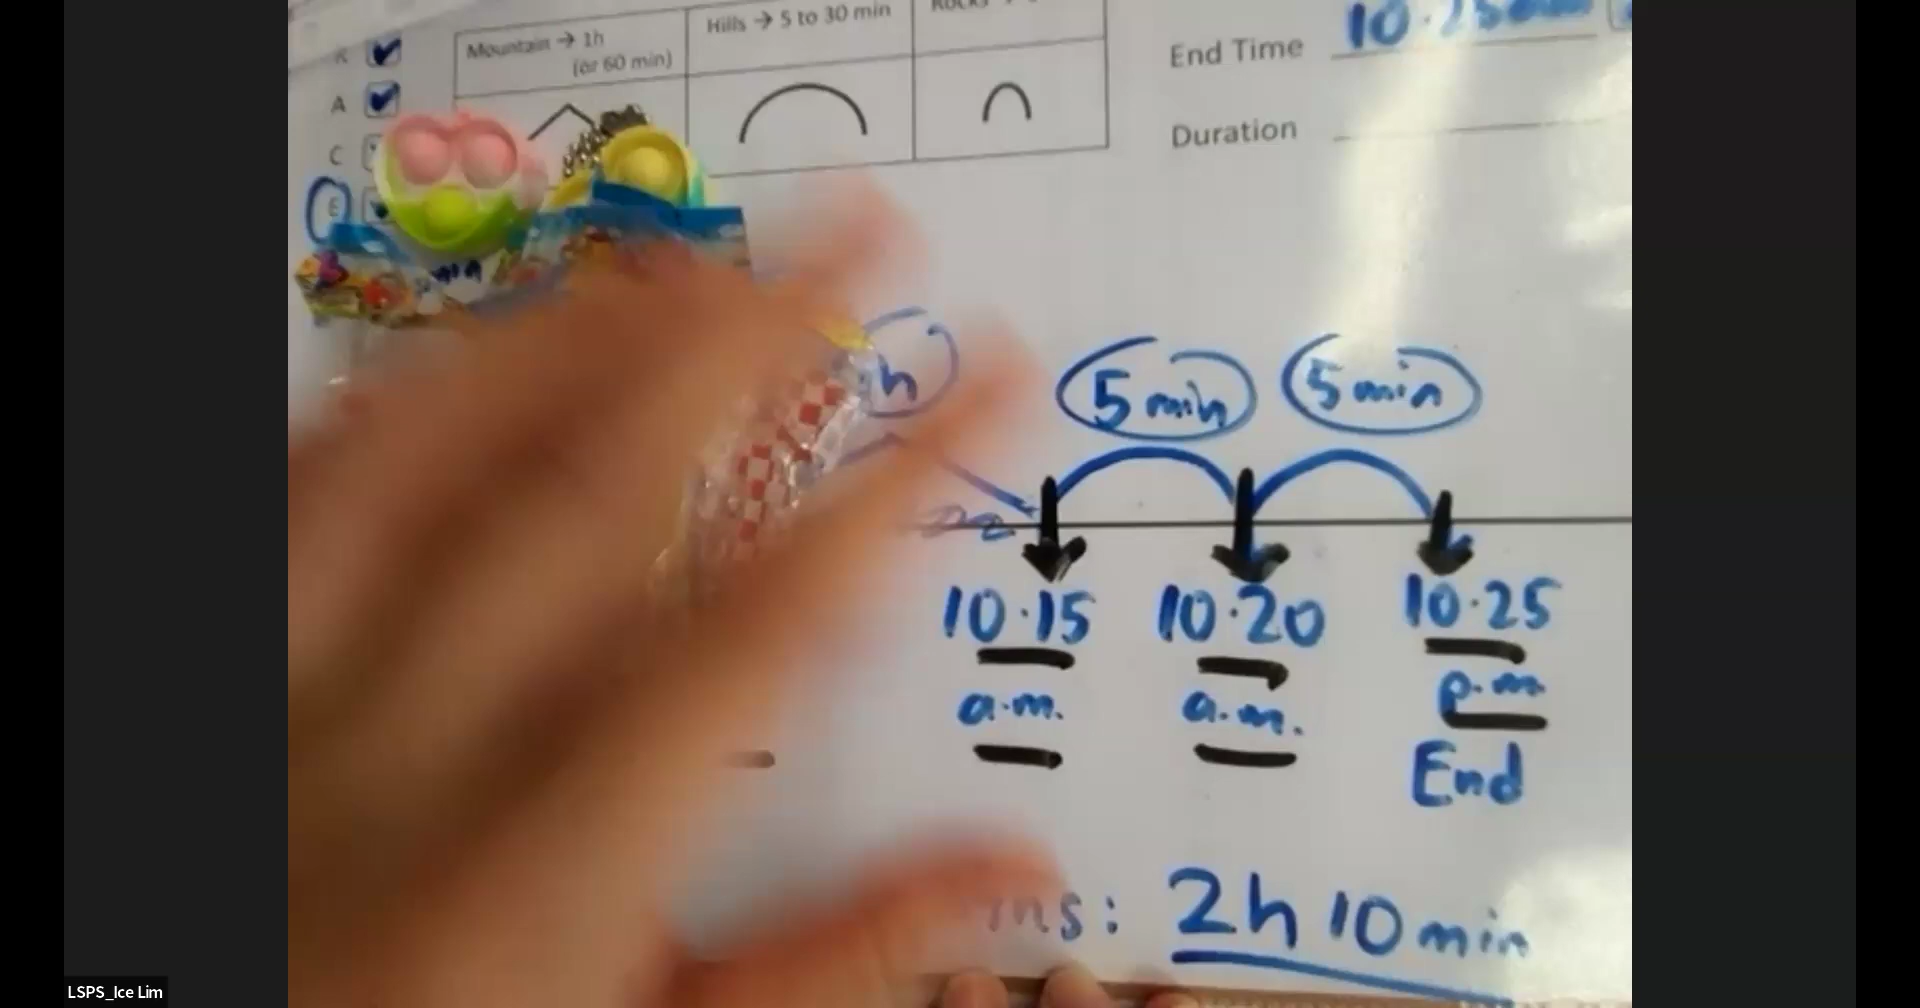 Mountain → 1h
(or 60 min)
Hills → 5 to 30 min
A
C
E
End Time
Duration
h
5 min
5 min
10.15
10.20
10.25
a.m.
a.m.
p.m.
End
2h 10 min
LSPS_Ice Lim